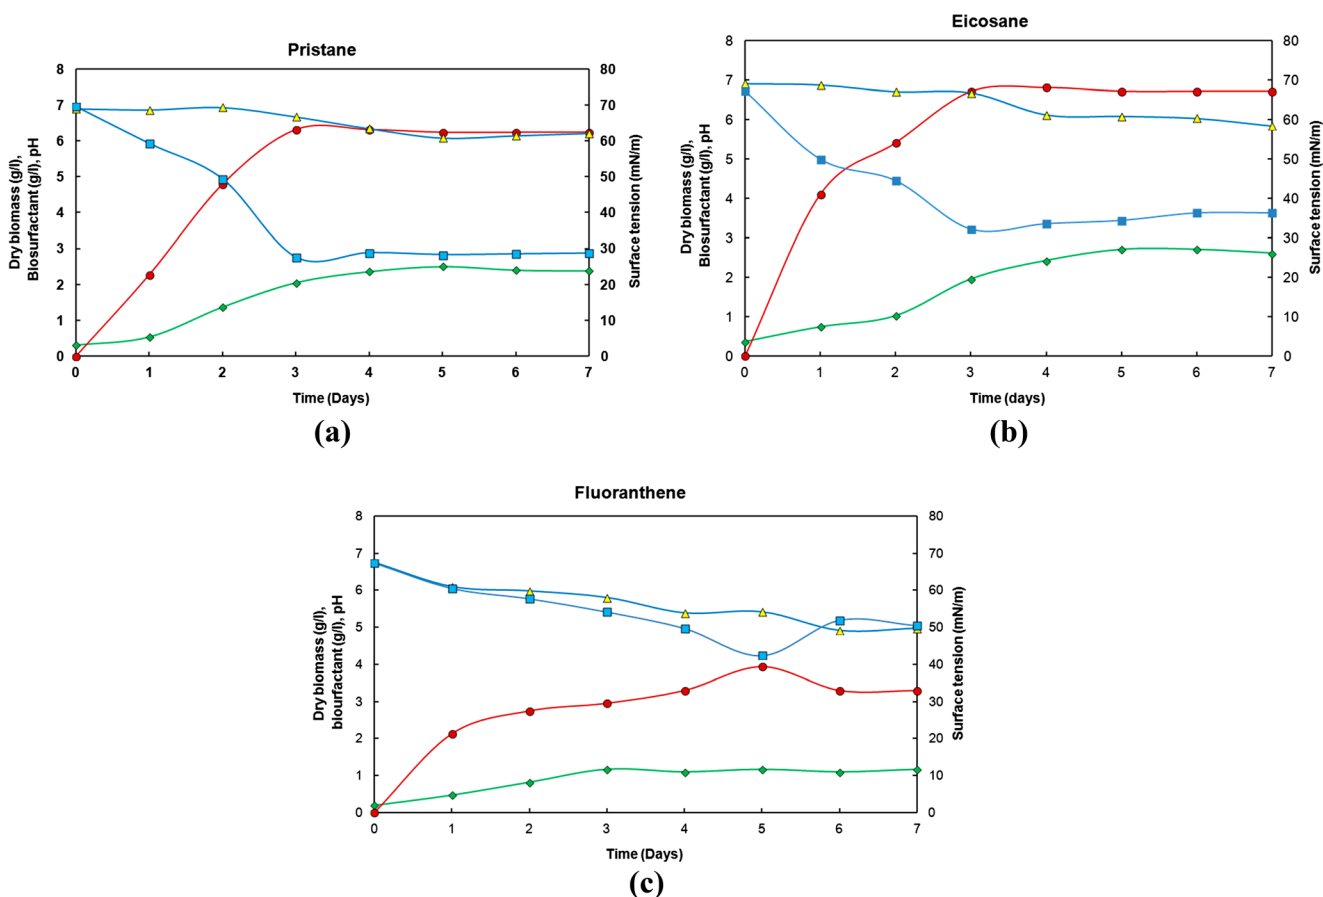 Pristane
8 7 6 5 4 3 2 1 0
Dry biomass (g/l),
Biosurfactant (g/l), pH
80 70 60 50 40 30 20 10 0
Surface tension (mN/m)
0 1 2 3 4 5 6 7
Time (Days)
(a)
Eicosane
8 7 6 5 4 3 2 1 0
Dry biomass (g/l),
Biosurfactant (g/l), pH
80 70 60 50 40 30 20 10 0
Surface tension (mN/m)
0 1 2 3 4 5 6 7
Time (days)
(b)
Fluoranthene
8 7 6 5 4 3 2 1 0
Dry biomass (g/l),
biourfactant (g/l), pH
80 70 60 50 40 30 20 10 0
Surface tension (mN/m)
0 1 2 3 4 5 6 7
Time (Days)
(c)